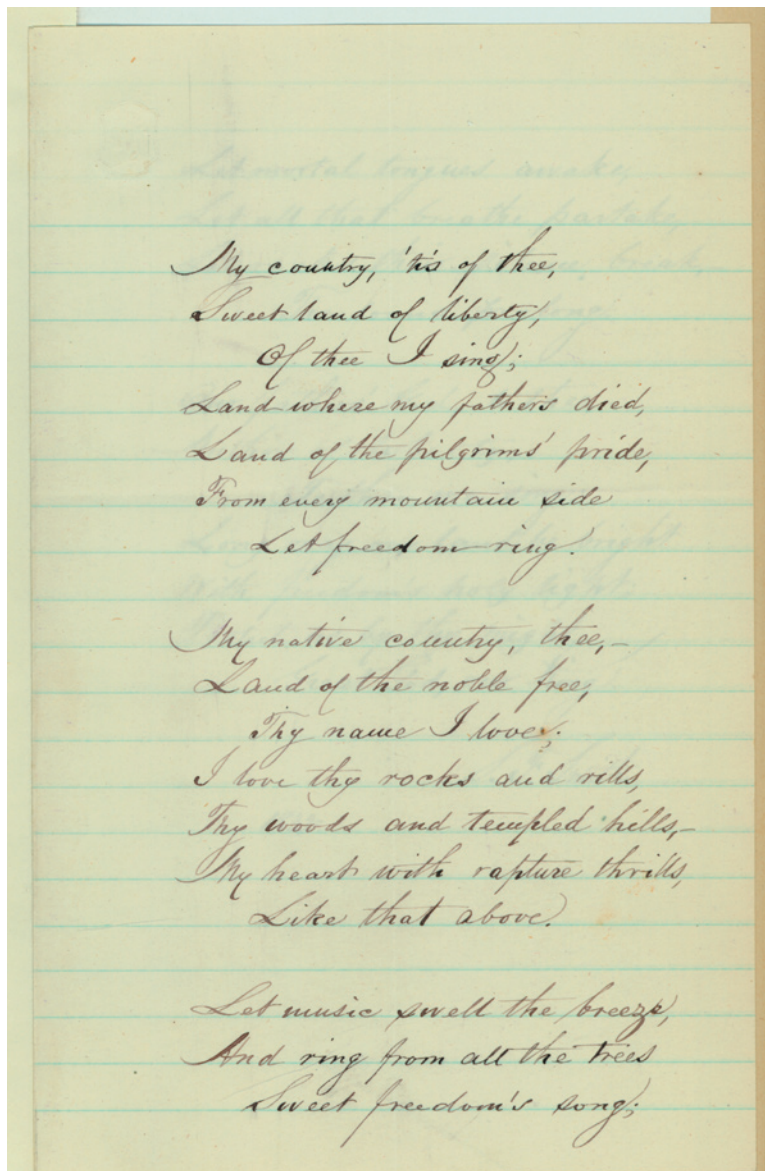 My country, 'tis of thee,
Sweet land of liberty,
Of thee I sing;
Land where my fathers died,
Land of the pilgrims' pride,
From every mountain side
Let freedom ring.
My native country, thee,—
Land of the noble free,
Thy name I love;
I love thy rocks and rills,
Thy woods and templed hills,—
My heart with rapture thrills,
Like that above.
Let music swell the breeze,
And ring from all the trees
Sweet freedom's song;